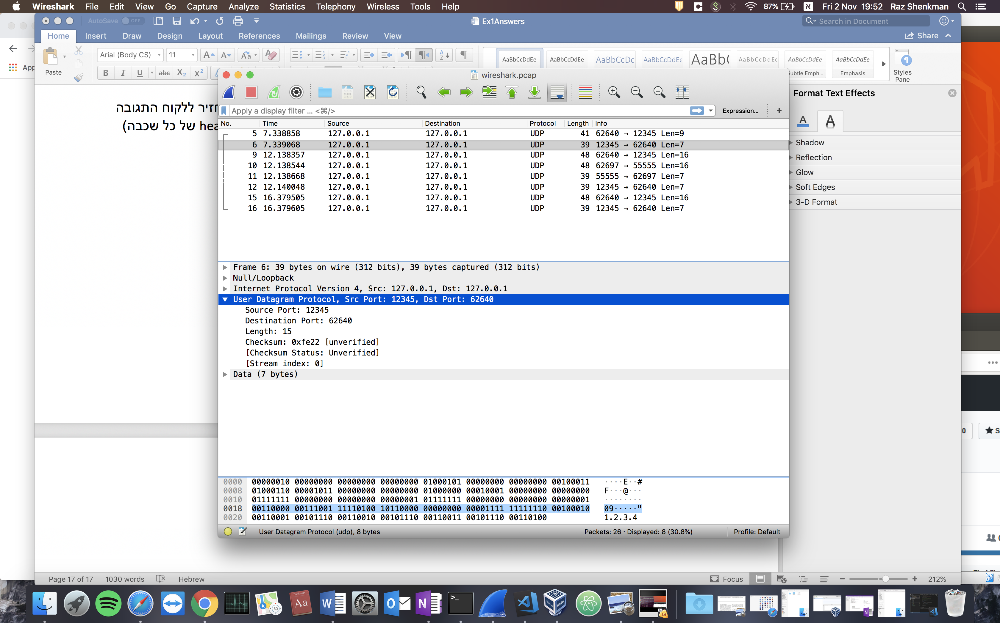 Wireshark File Edit View Go Capture Analyze Statistics Telephony Wireless Tools Help 87% א Fri 2 Nov 19:52 Raz Shenkman
AutoSave OFF Ex1Answers Search in Document
Home Insert Draw Design Layout References Mailings Review View Share
Arial (Body CS) 11
Paste
AaBbCcDdEe AaBbCcDdEe AaBbCcDc AaBbCcDdEe AaBb( AaBbCcDdEe AaBbCcDdEe AaBbCcDdEe
ubtle Emph... Emphasis
Styles Pane
wireshark.pcap
Format Text Effects
חזיר ללקוח התגובה
של כל שכבה)
Apply a display filter ... <⌘/> Expression... +
No. Time Source Destination Protocol Length Info
5 7.338858 127.0.0.1 127.0.0.1 UDP 41 62640 → 12345 Len=9
6 7.339068 127.0.0.1 127.0.0.1 UDP 39 12345 → 62640 Len=7
9 12.138357 127.0.0.1 127.0.0.1 UDP 48 62640 → 12345 Len=16
10 12.138544 127.0.0.1 127.0.0.1 UDP 48 62697 → 55555 Len=16
11 12.138668 127.0.0.1 127.0.0.1 UDP 39 55555 → 62697 Len=7
12 12.140048 127.0.0.1 127.0.0.1 UDP 39 12345 → 62640 Len=7
15 16.379505 127.0.0.1 127.0.0.1 UDP 48 62640 → 12345 Len=16
16 16.379605 127.0.0.1 127.0.0.1 UDP 39 12345 → 62640 Len=7
Shadow
Reflection
Glow
Soft Edges
3-D Format
Frame 6: 39 bytes on wire (312 bits), 39 bytes captured (312 bits)
Null/Loopback
Internet Protocol Version 4, Src: 127.0.0.1, Dst: 127.0.0.1
User Datagram Protocol, Src Port: 12345, Dst Port: 62640
Source Port: 12345
Destination Port: 62640
Length: 15
Checksum: 0xfe22 [unverified]
[Checksum Status: Unverified]
[Stream index: 0]
Data (7 bytes)
0000 00000010 00000000 00000000 00000000 01000101 00000000 00000000 00100011 ····E··#
0008 01000110 00001011 00000000 00000000 01000000 00010001 00000000 00000000 F···@···
0010 01111111 00000000 00000000 00000001 01111111 00000000 00000000 00000001 ········
0018 00110000 00111001 11110100 10110000 00000000 00001111 11111110 00100010 09·····"
0020 00110001 00101110 00110010 00101110 00110011 00101110 00110100 1.2.3.4
User Datagram Protocol (udp), 8 bytes Packets: 26 · Displayed: 8 (30.8%) Profile: Default
Page 17 of 17 1030 words Hebrew Focus 212%